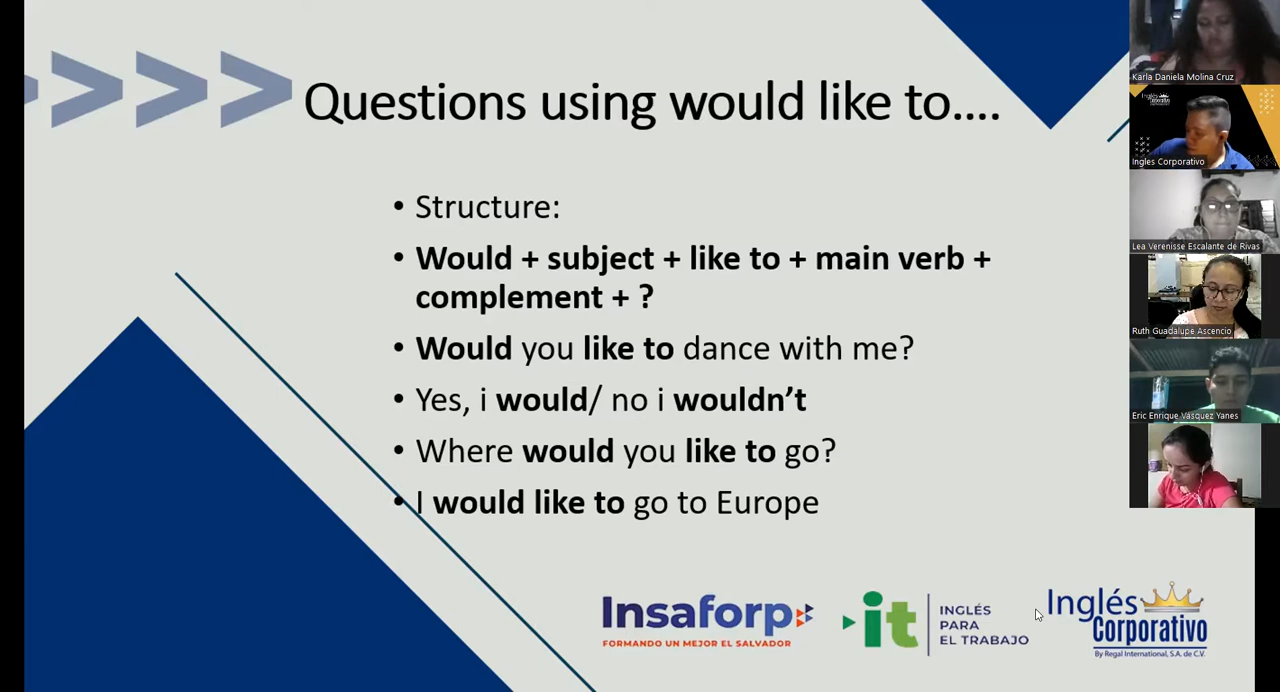 Questions using would like to....
• Structure:
• Would + subject + like to + main verb +
complement + ?
• Would you like to dance with me?
• Yes, i would/ no i wouldn't
• Where would you like to go?
• I would like to go to Europe
Insaforp
FORMANDO UN MEJOR EL SALVADOR
it
INGLÉS
PARA
EL TRABAJO
Inglés
Corporativo
By Regal International, S.A. de C.V.
Karla Daniela Molina Cruz
Inglés
Corporativo
Ingles Corporativo
Lea Verenisse Escalante de Rivas
Ruth Guadalupe Ascencio
Eric Enrique Vásquez Yanes